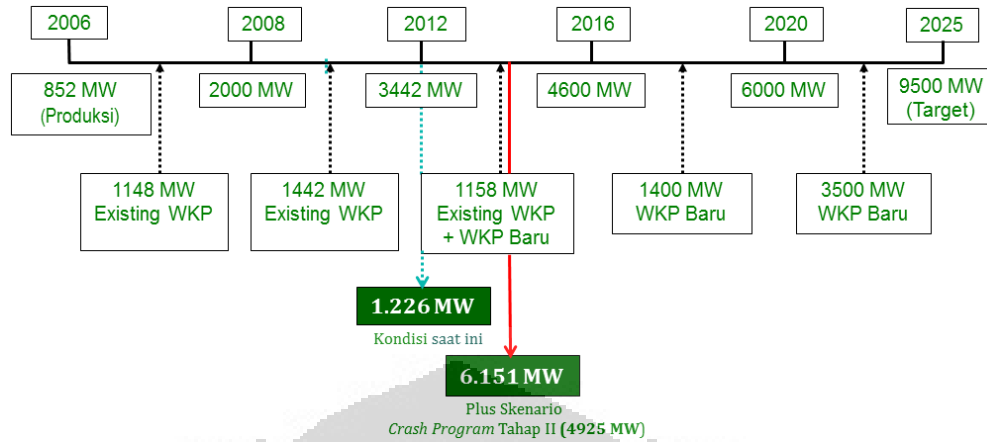 2006
2008
2012
2016
2020
2025
852 MW
(Produksi)
2000 MW
3442 MW
4600 MW
6000 MW
9500 MW
(Target)
1148 MW
Existing WKP
1442 MW
Existing WKP
1158 MW
Existing WKP
+ WKP Baru
1400 MW
WKP Baru
3500 MW
WKP Baru
1.226 MW
Kondisi saat ini
6.151 MW
Plus Skenario
Crash Program Tahap II (4925 MW)